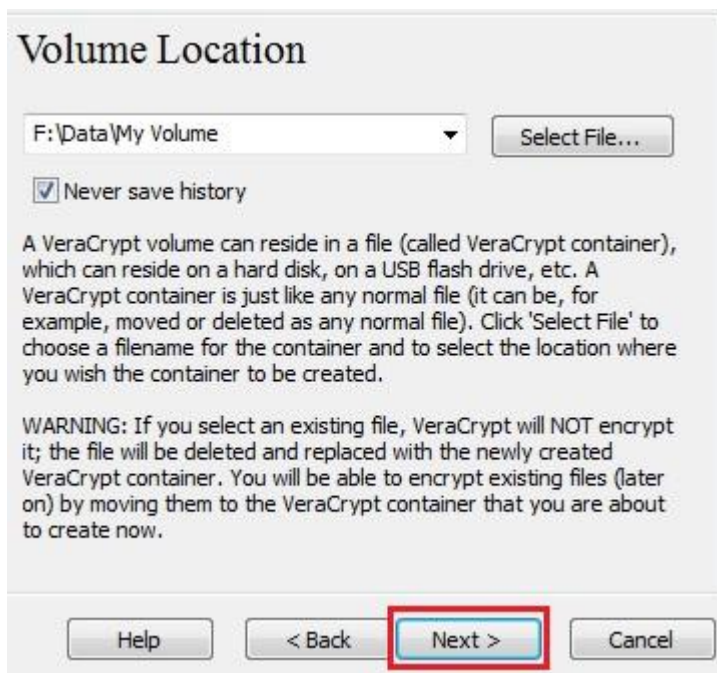 Volume Location
F:\Data\My Volume
Select File...
Never save history
A VeraCrypt volume can reside in a file (called VeraCrypt container),
which can reside on a hard disk, on a USB flash drive, etc. A
VeraCrypt container is just like any normal file (it can be, for
example, moved or deleted as any normal file). Click 'Select File' to
choose a filename for the container and to select the location where
you wish the container to be created.
WARNING: If you select an existing file, VeraCrypt will NOT encrypt
it; the file will be deleted and replaced with the newly created
VeraCrypt container. You will be able to encrypt existing files (later
on) by moving them to the VeraCrypt container that you are about
to create now.
Help
< Back
Next >
Cancel